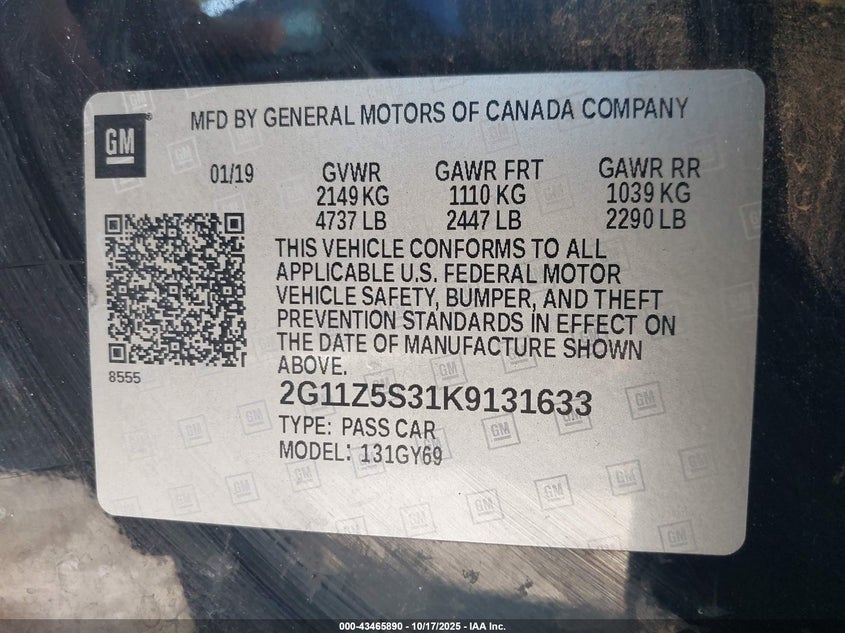 MFD BY GENERAL MOTORS OF CANADA COMPANY
GM
01/19 GVWR GAWR FRT GAWR RR
2149 KG 1110 KG 1039 KG
4737 LB 2447 LB 2290 LB
THIS VEHICLE CONFORMS TO ALL
APPLICABLE U.S. FEDERAL MOTOR
VEHICLE SAFETY, BUMPER, AND THEFT
PREVENTION STANDARDS IN EFFECT ON
THE DATE OF MANUFACTURE SHOWN
ABOVE.
8555
2G11Z5S31K9131633
TYPE: PASS CAR
MODEL: 131GY69
000-43465890 - 10/17/2025 - IAA Inc.